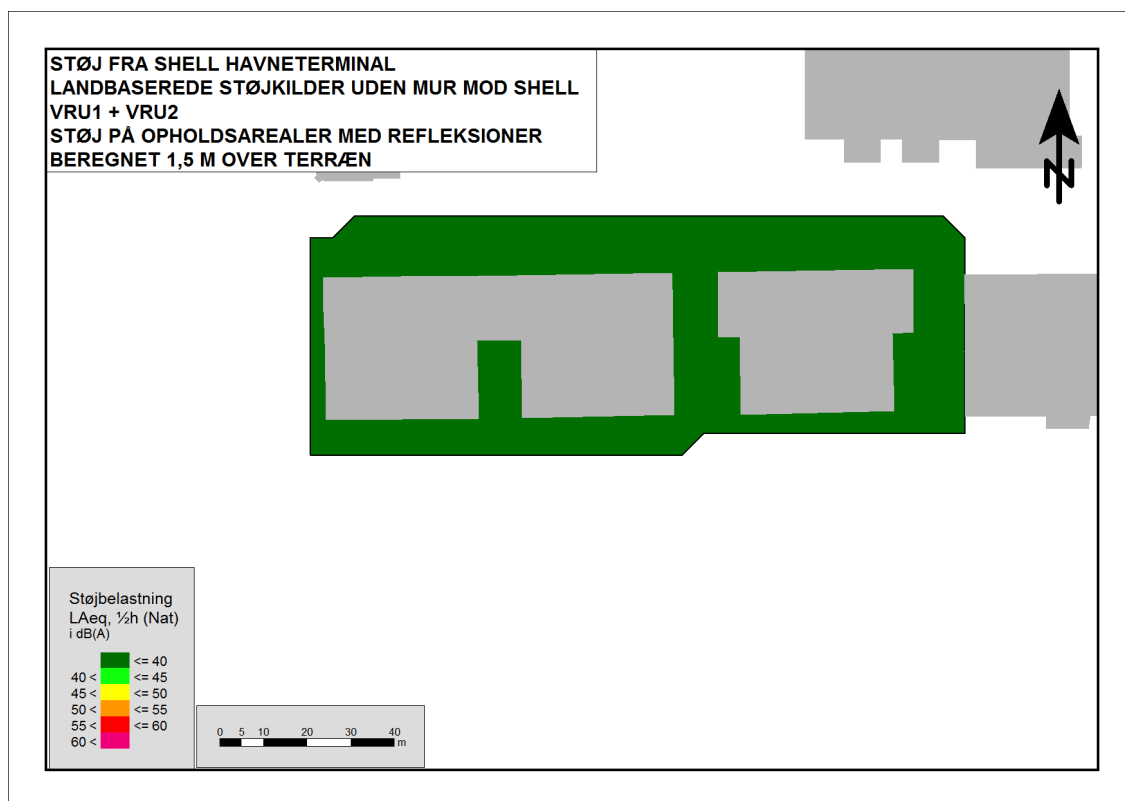 STØJ FRA SHELL HAVNETERMINAL
LANDBASEREDE STØJKILDER UDEN MUR MOD SHELL
VRU1 + VRU2
STØJ PÅ OPHOLDSAREALER MED REFLEKSIONER
BEREGNET 1,5 M OVER TERRÆN
N
Støjbelastning
LAeq, ½h (Nat)
i dB(A)
<= 40
40 < <= 45
45 < <= 50
50 < <= 55
55 < <= 60
60 <
0 5 10 20 30 40
m